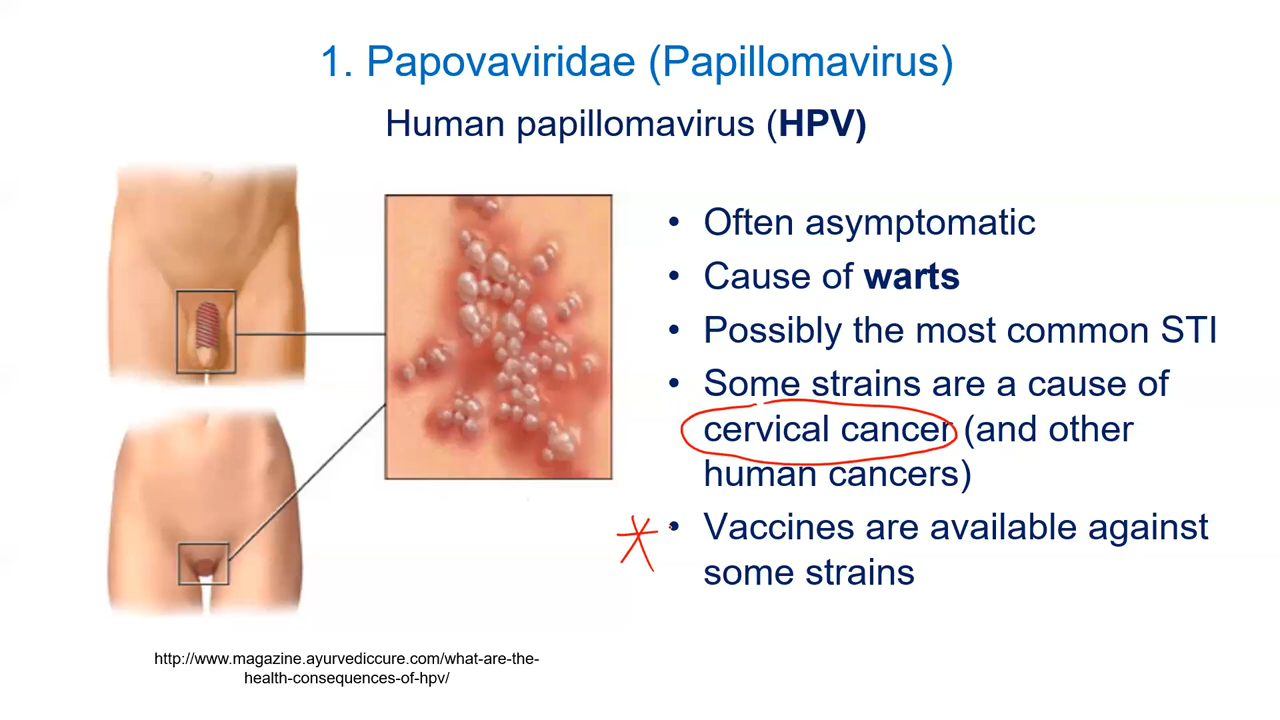 1. Papovaviridae (Papillomavirus)
Human papillomavirus (HPV)
• Often asymptomatic
• Cause of warts
• Possibly the most common STI
• Some strains are a cause of
cervical cancer (and other
human cancers)
• Vaccines are available against
some strains
http://www.magazine.ayurvediccure.com/what-are-the-
health-consequences-of-hpv/